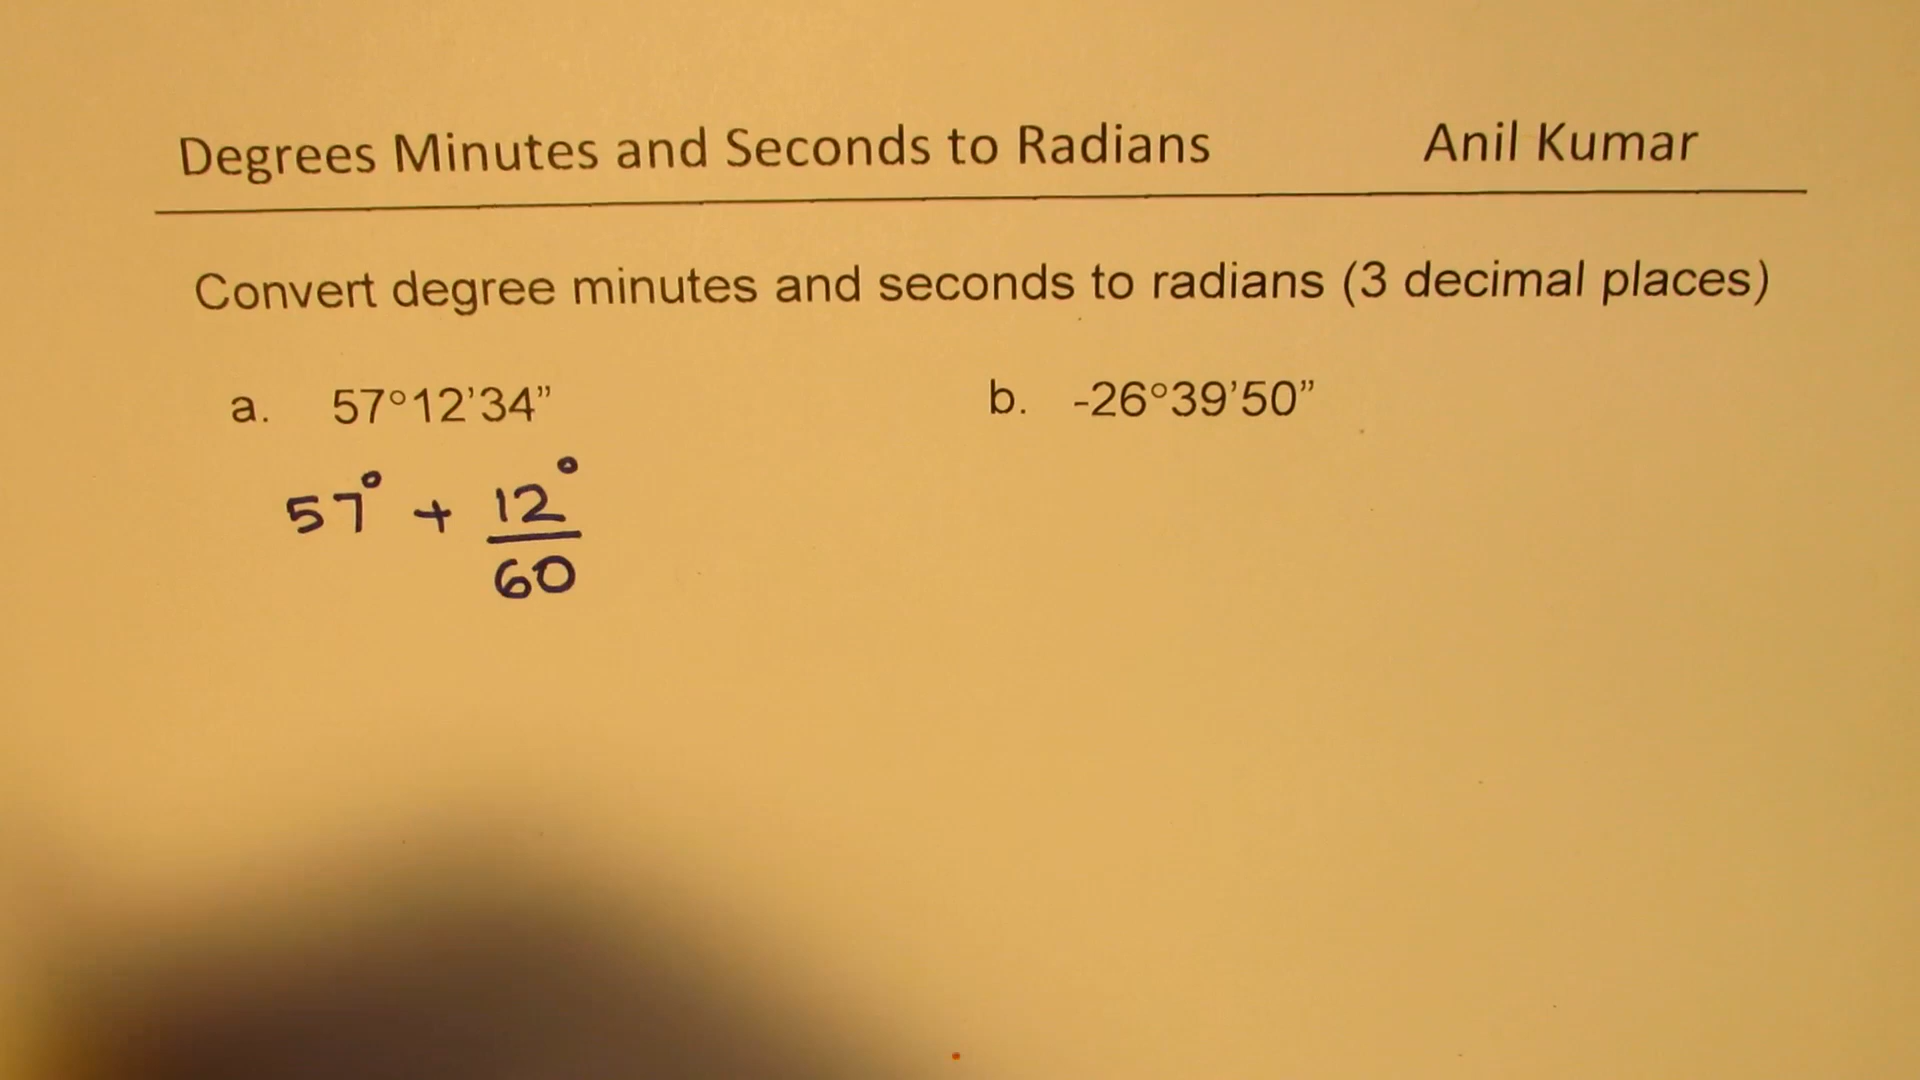 Degrees Minutes and Seconds to Radians Anil Kumar
Convert degree minutes and seconds to radians (3 decimal places)
a. 57°12’34” b. -26°39’50”
57° + 12°
60